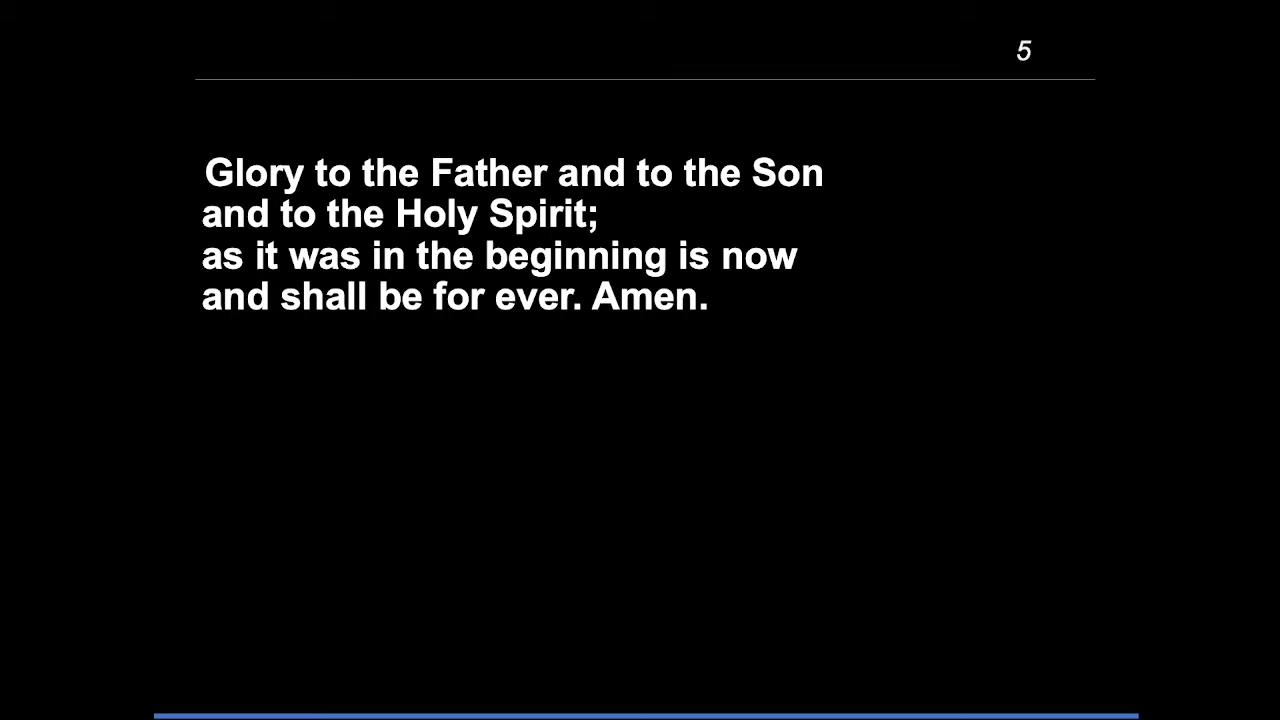 5
Glory to the Father and to the Son
and to the Holy Spirit;
as it was in the beginning is now
and shall be for ever. Amen.